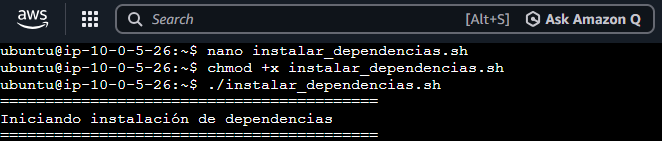 aws Search [Alt+S] Ask Amazon Q
ubuntu@ip-10-0-5-26:~$ nano instalar_dependencias.sh
ubuntu@ip-10-0-5-26:~$ chmod +x instalar_dependencias.sh
ubuntu@ip-10-0-5-26:~$ ./instalar_dependencias.sh
==========================================
Iniciando instalación de dependencias
==========================================